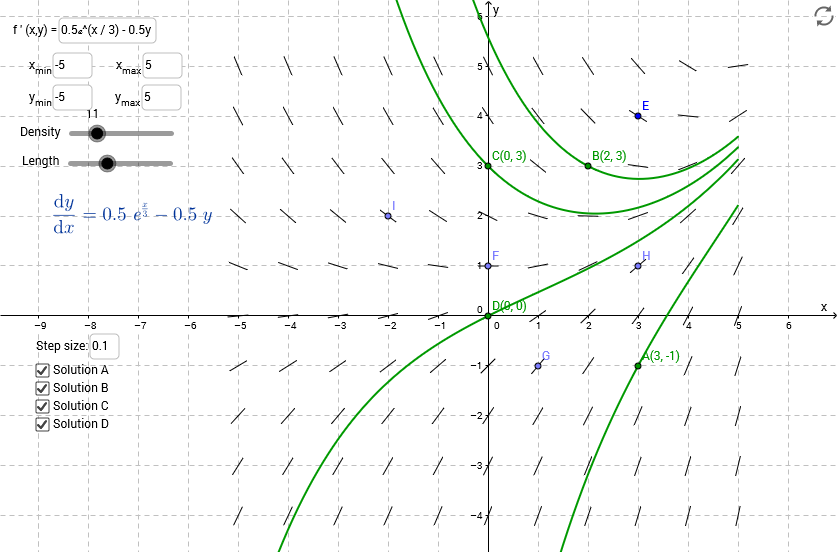 f ' (x,y) = 0.5ℯ^(x / 3) - 0.5y
xmin -5 xmax 5
ymin -5 ymax 5
11
Density
Length
dy/dx = 0.5 e^(x/3) − 0.5 y
Step size: 0.1
Solution A
Solution B
Solution C
Solution D
y
6
5
4
3
2
1
0
−1
−2
−3
−4
−9 −8 −7 −6 −5 −4 −3 −2 −1 0 1 2 3 4 5 6
x
E
C(0, 3)
B(2, 3)
I
F
H
D(0, 0)
G
A(3, -1)